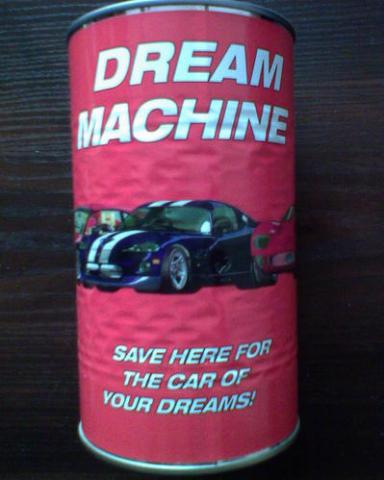 DREAM
MACHINE
SAVE HERE FOR
THE CAR OF
YOUR DREAMS!